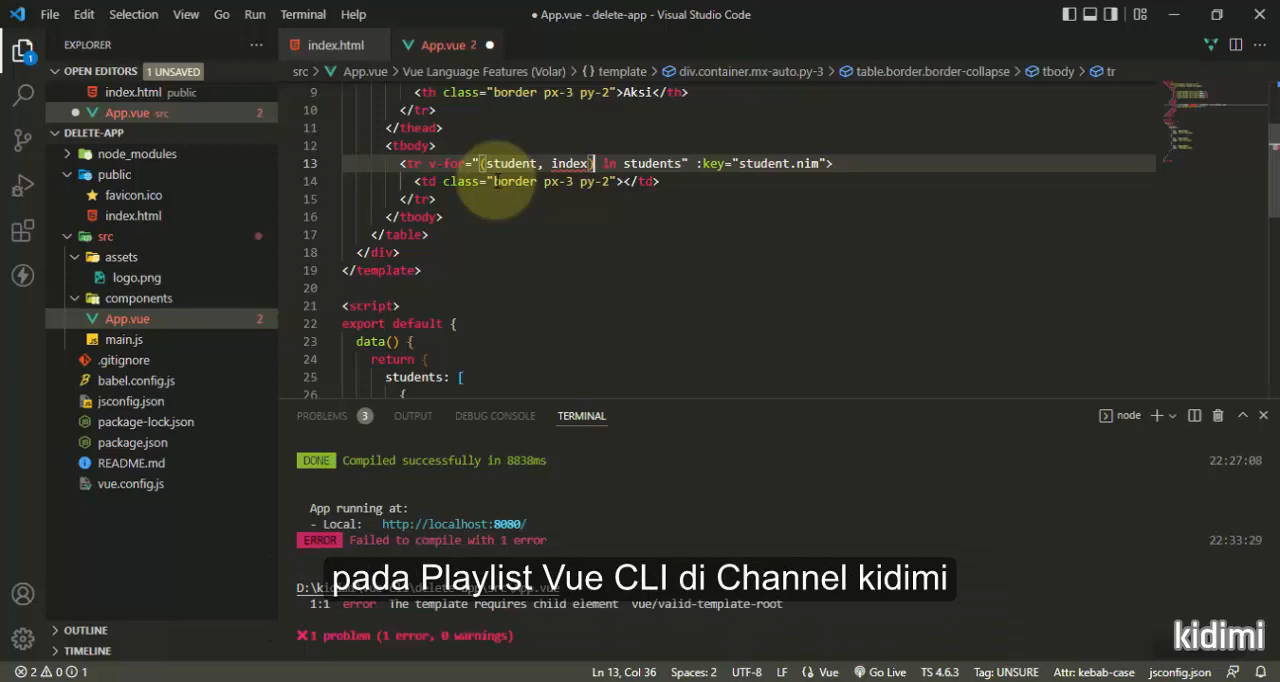 File Edit Selection View Go Run Terminal Help
● App.vue - delete-app - Visual Studio Code
EXPLORER
index.html
App.vue 2
OPEN EDITORS 1 UNSAVED
src > App.vue > Vue Language Features (Volar) > {} template > div.container.mx-auto.py-3 > table.border.border-collapse > tbody > tr
index.html public
App.vue src 2
DELETE-APP
node_modules
public
favicon.ico
index.html
src
assets
logo.png
components
App.vue 2
main.js
.gitignore
babel.config.js
jsconfig.json
package-lock.json
package.json
README.md
vue.config.js
OUTLINE
TIMELINE
9 <th class="border px-3 py-2">Aksi</th>
10 </tr>
11 </thead>
12 <tbody>
13 <tr v-for="(student, index) in students" :key="student.nim">
14 <td class="border px-3 py-2"></td>
15 </tr>
16 </tbody>
17 </table>
18 </div>
19 </template>
20
21 <script>
22 export default {
23 data() {
24 return {
25 students: [
26 {
PROBLEMS 3 OUTPUT DEBUG CONSOLE TERMINAL
node
DONE Compiled successfully in 8838ms 22:27:08
App running at:
- Local: http://localhost:8080/
ERROR Failed to compile with 1 error 22:33:29
pada Playlist Vue CLI di Channel kidimi
1:1 error The template requires child element vue/valid-template-root
✖1 problem (1 error, 0 warnings)
kidimi
2 0 1 Ln 13, Col 36 Spaces: 2 UTF-8 LF {} Vue Go Live TS 4.6.3 Tag: UNSURE Attr: kebab-case jsconfig.json